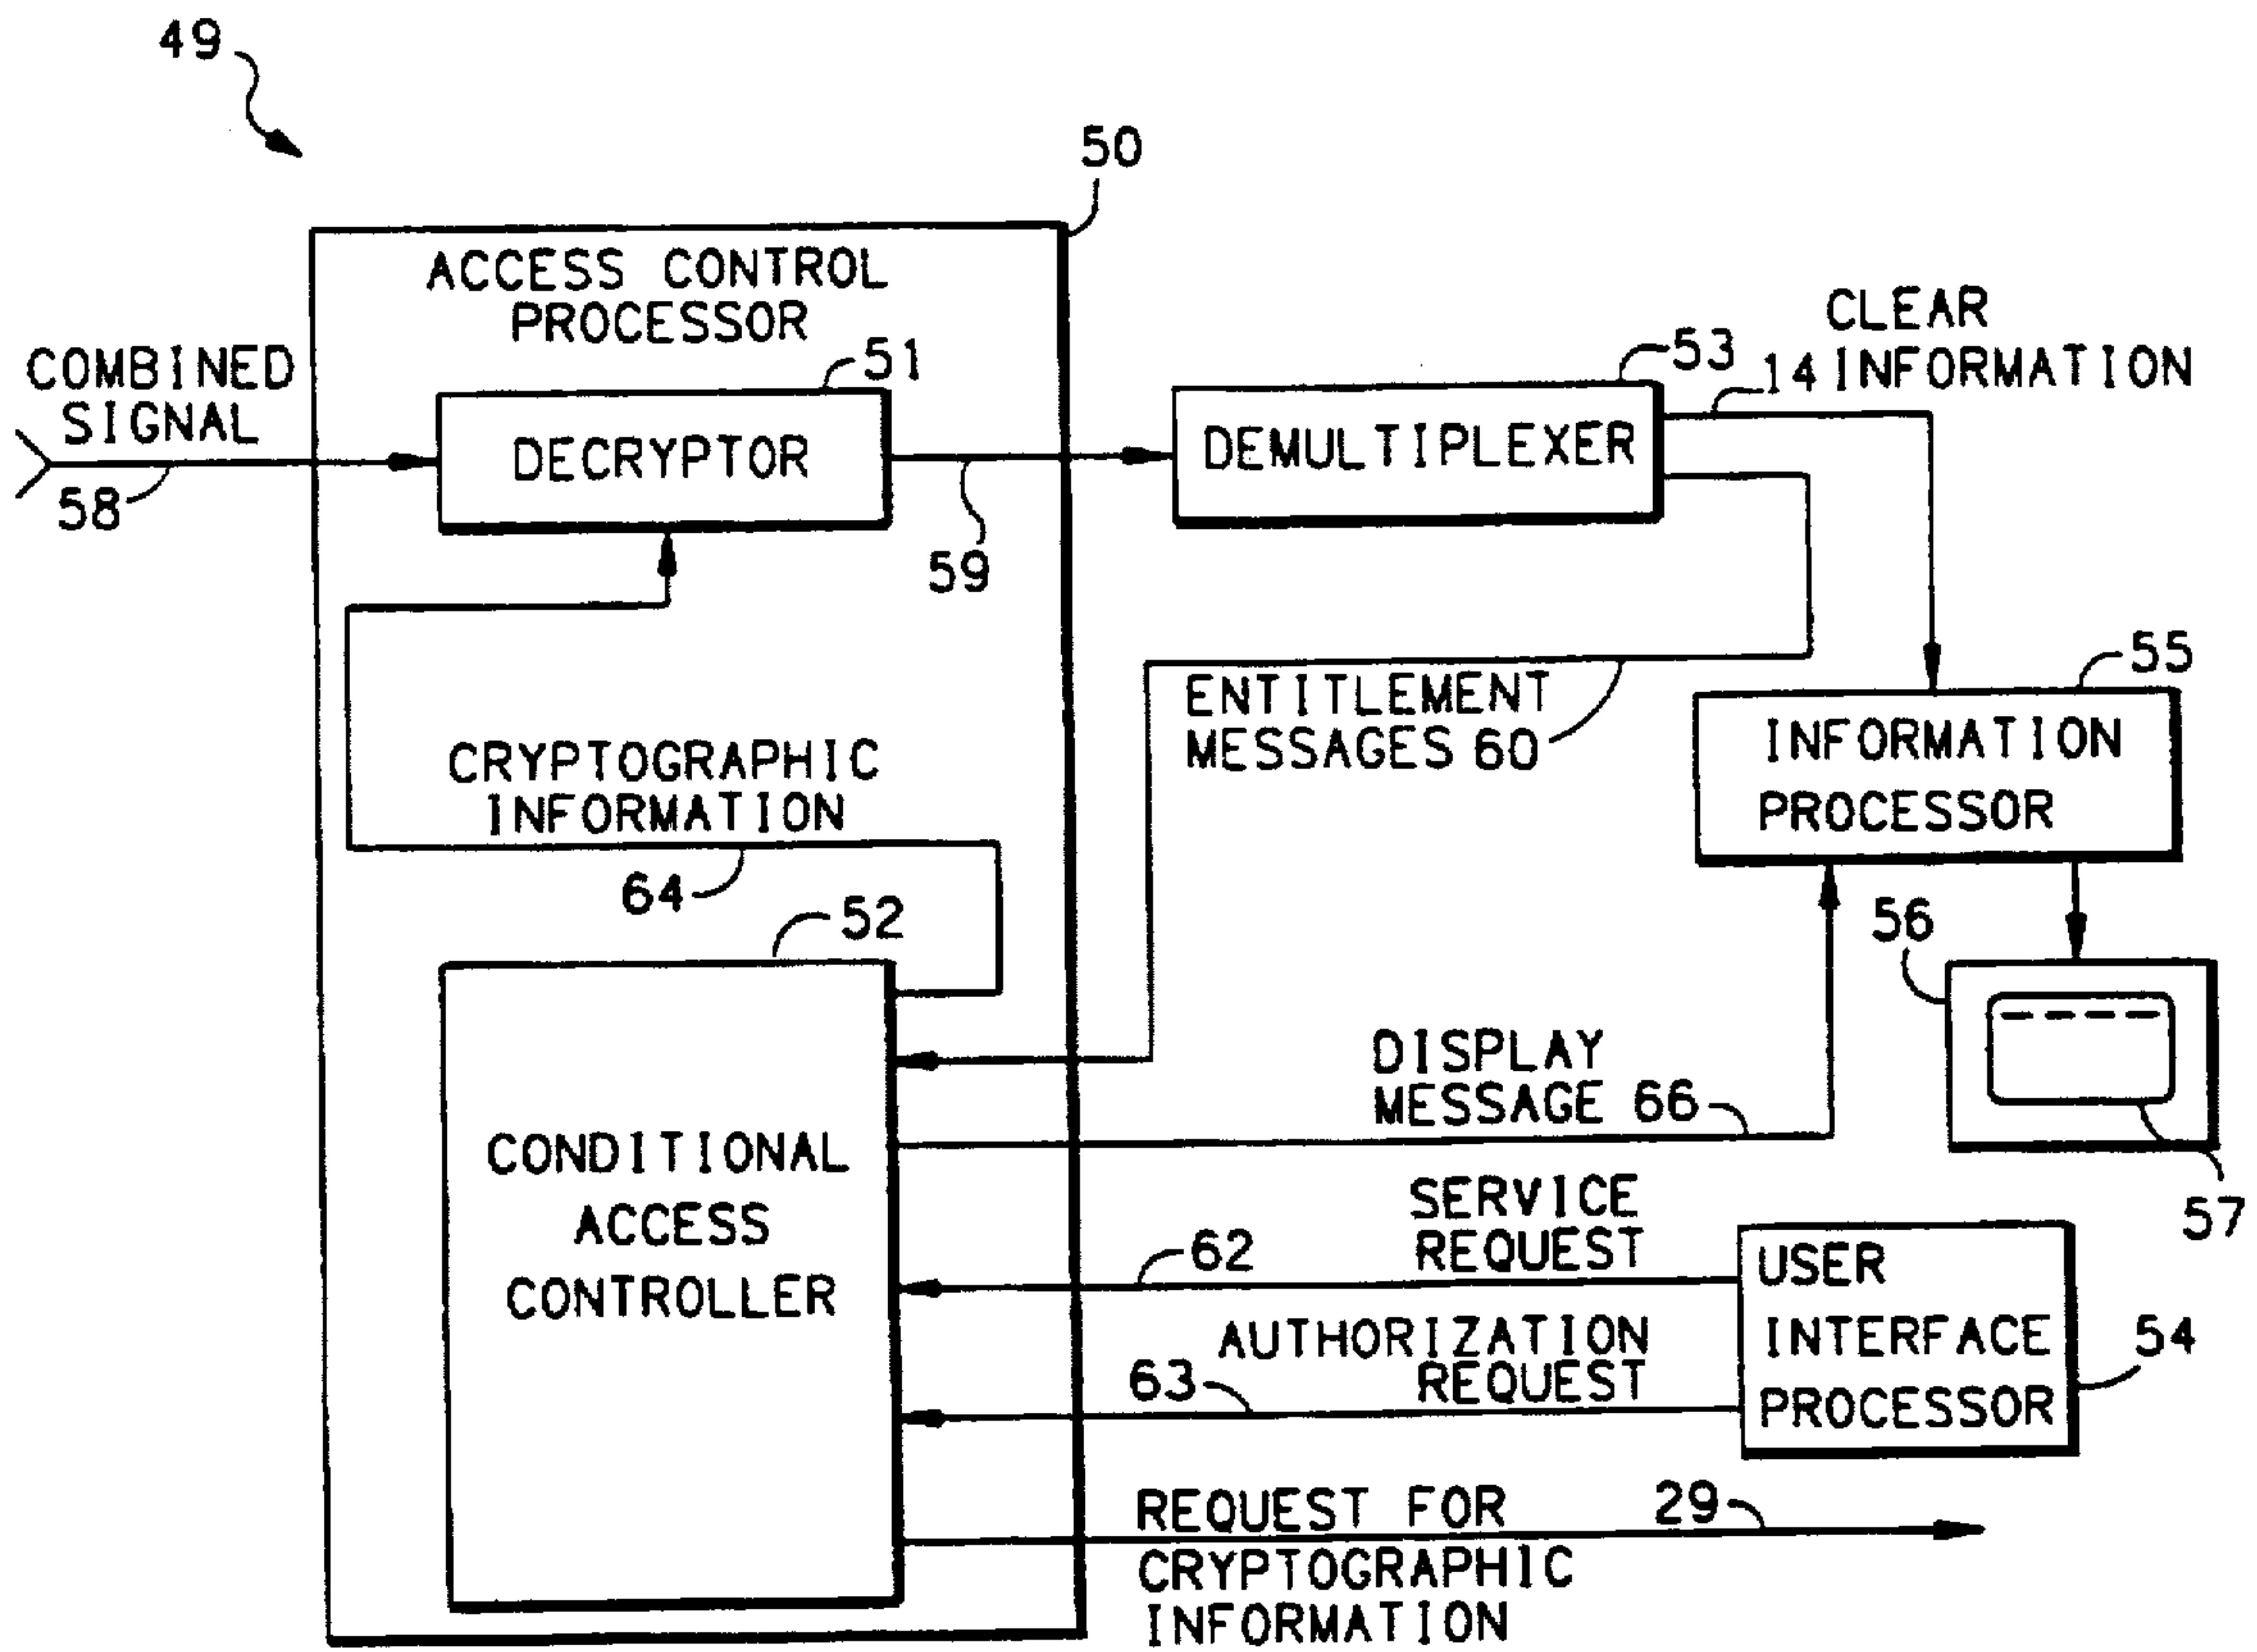 49
50
ACCESS CONTROL
PROCESSOR
COMBINED
SIGNAL
58
51
DECRYPTOR
59
53
DEMULTIPLEXER
CLEAR
14 INFORMATION
ENTITLEMENT
MESSAGES 60
55
INFORMATION
PROCESSOR
CRYPTOGRAPHIC
INFORMATION
64
52
56
57
CONDITIONAL
ACCESS
CONTROLLER
DISPLAY
MESSAGE 66
SERVICE
REQUEST
62
AUTHORIZATION
REQUEST
63
USER
INTERFACE
PROCESSOR
54
REQUEST FOR
CRYPTOGRAPHIC
INFORMATION
29